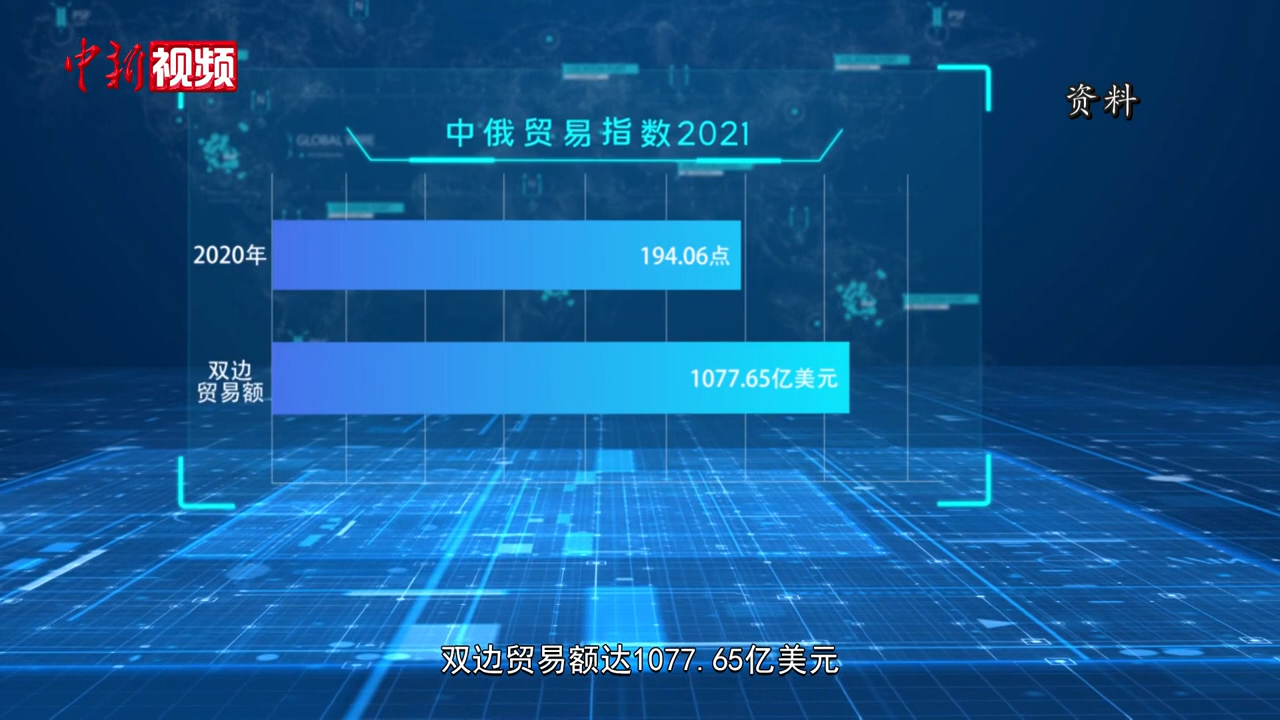 中新视频
资料
中俄贸易指数2021
GLOBAL
2020年
194.06点
双边
贸易额
1077.65亿美元
双边贸易额达1077.65亿美元